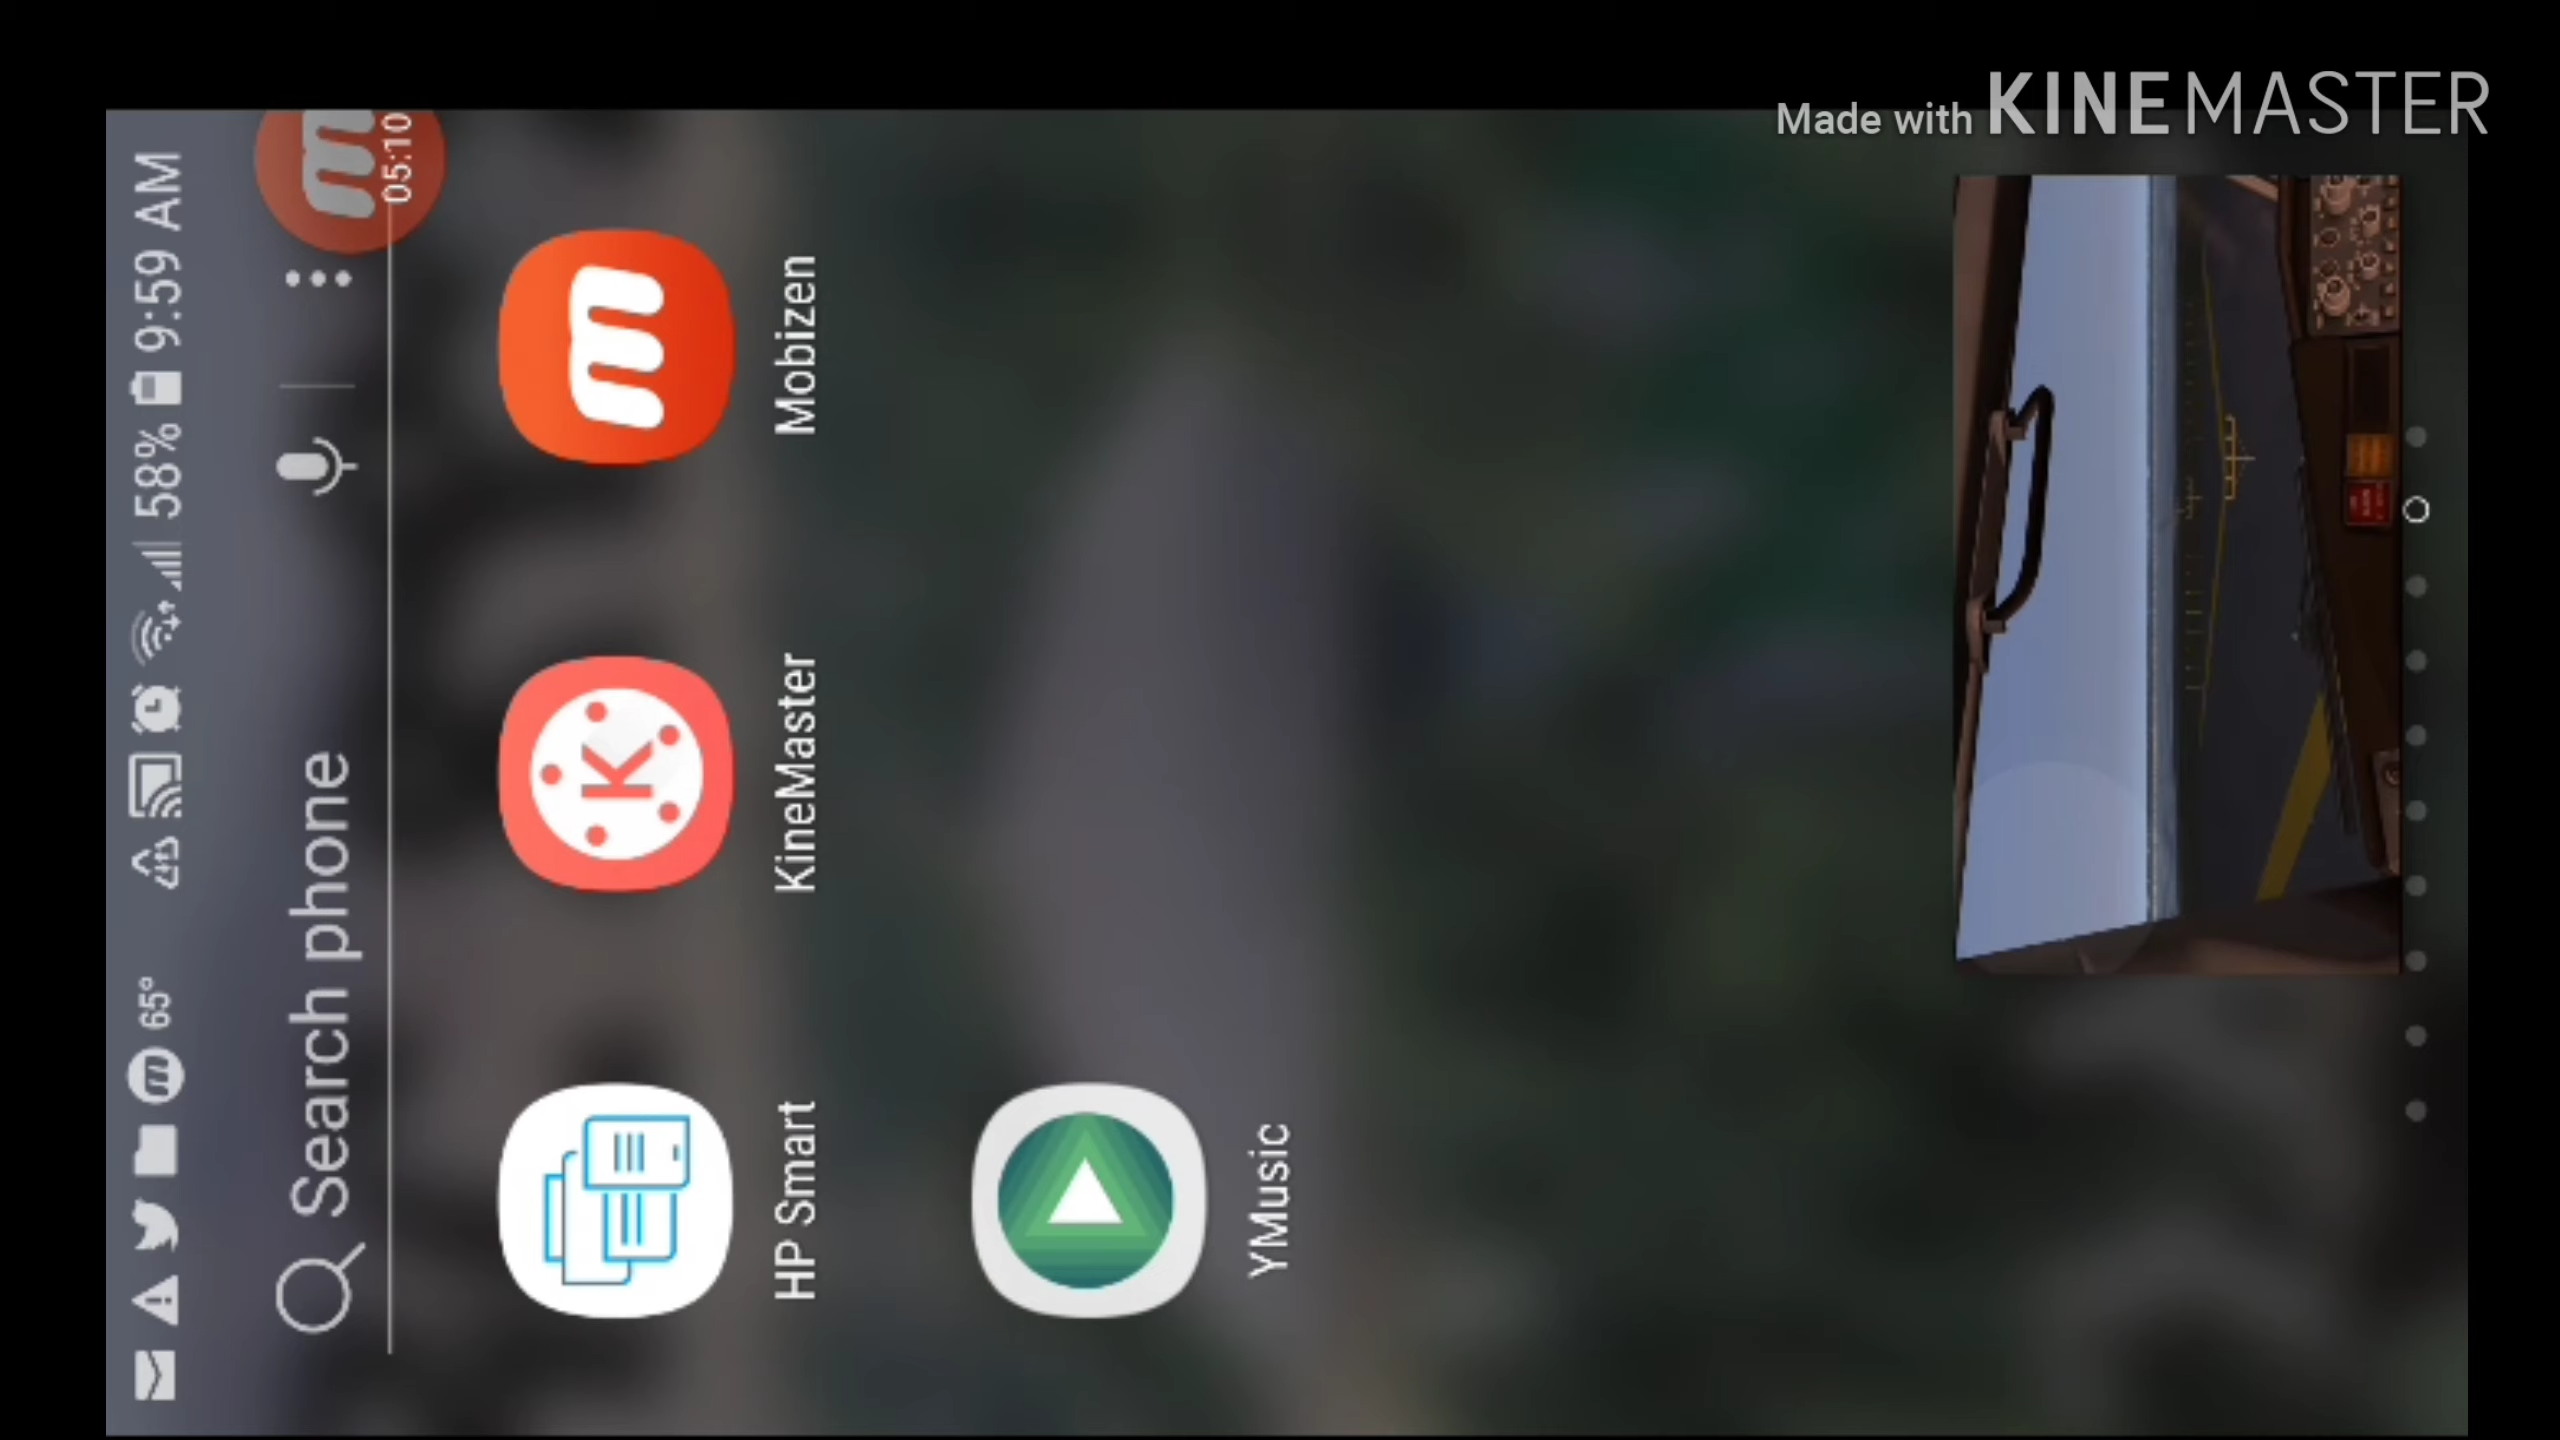 Made with KINEMASTER
65° 58% 9:59 AM
Search phone
05:10
HP Smart
KineMaster
Mobizen
YMusic